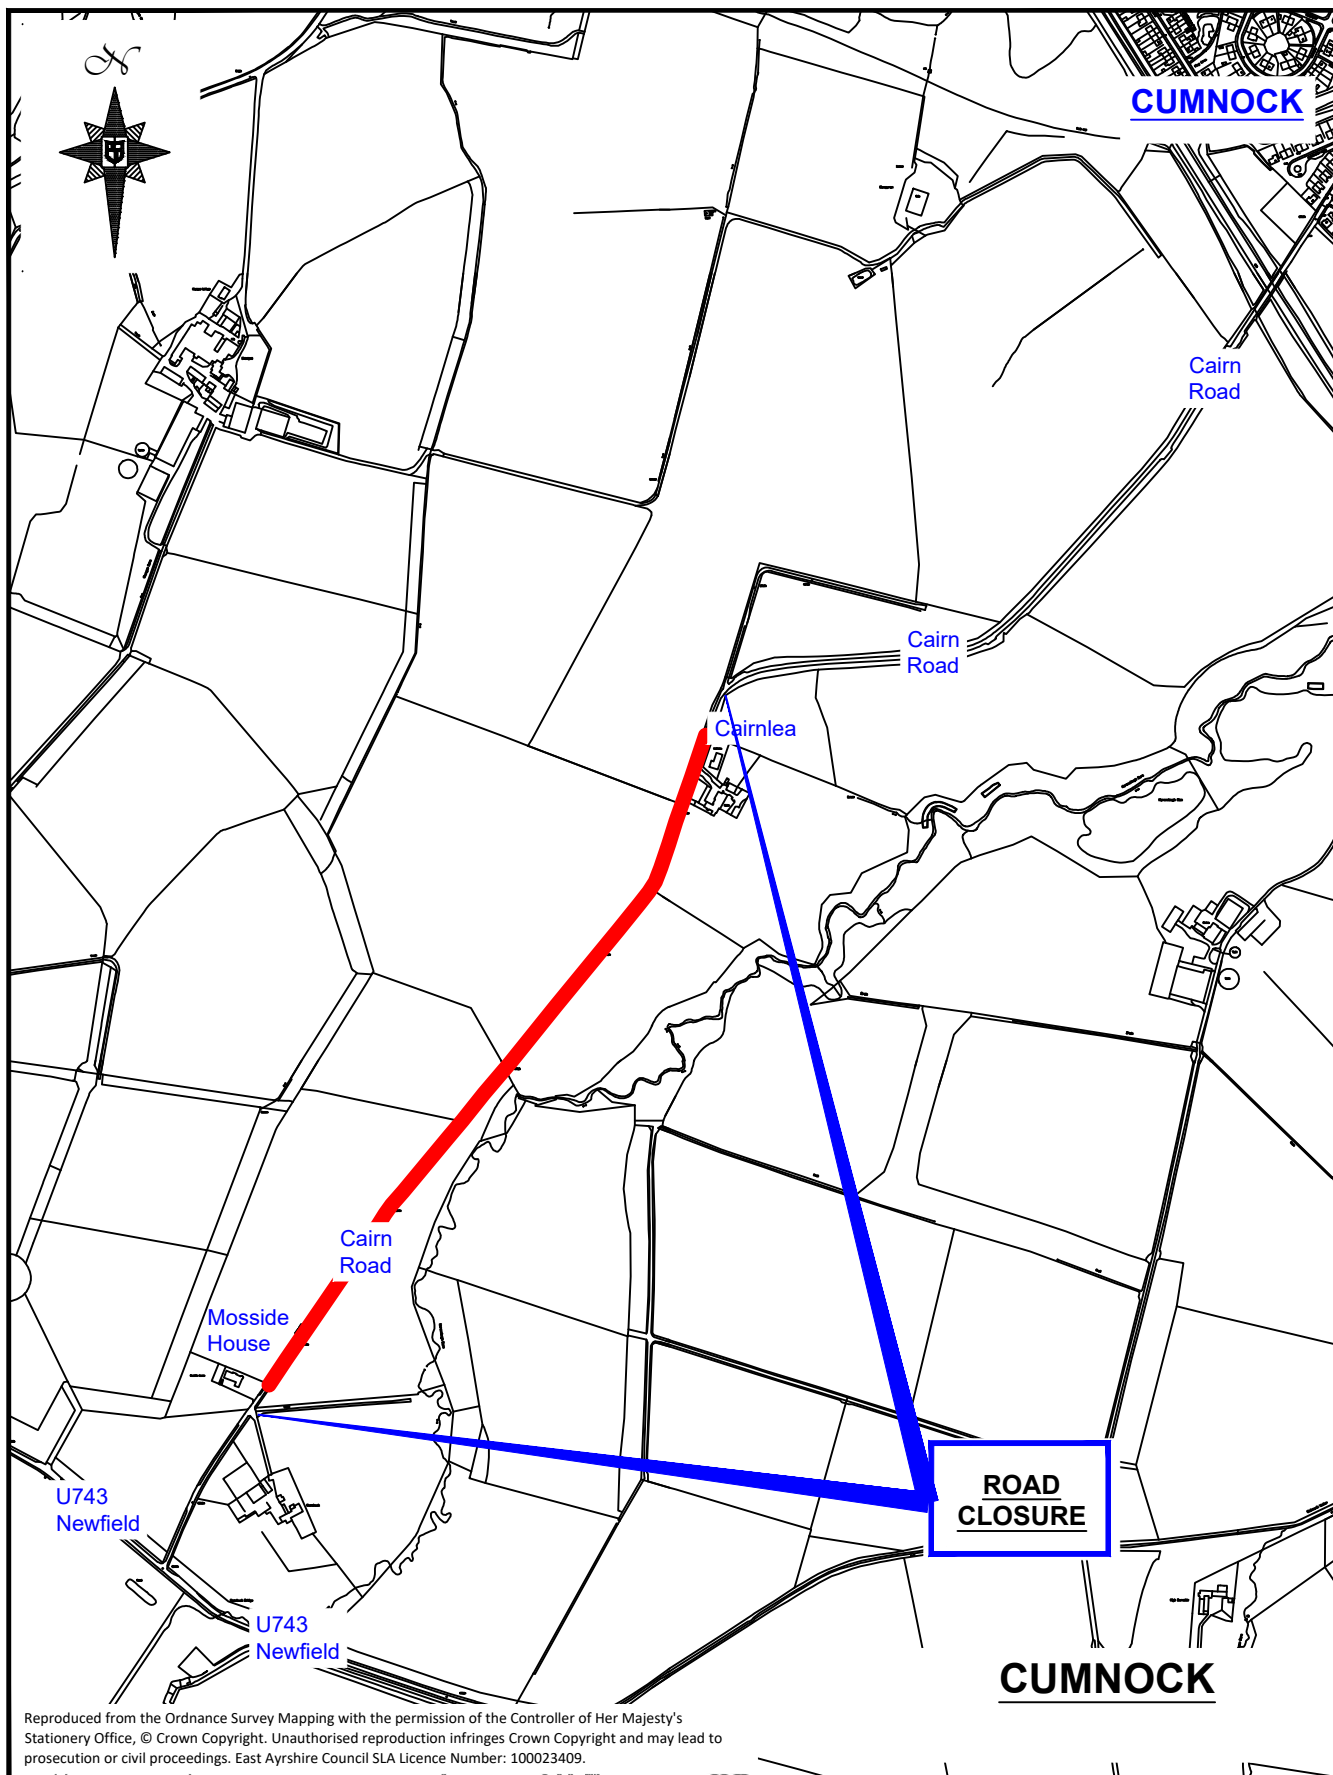 CUMNOCK
Cairn
Road
Cairn
Road
Cairnlea
Cairn
Road
Mosside
House
ROAD
CLOSURE
U743
Newfield
U743
Newfield
CUMNOCK
Reproduced from the Ordnance Survey Mapping with the permission of the Controller of Her Majesty's
Stationery Office, © Crown Copyright. Unauthorised reproduction infringes Crown Copyright and may lead to
prosecution or civil proceedings. East Ayrshire Council SLA Licence Number: 100023409.